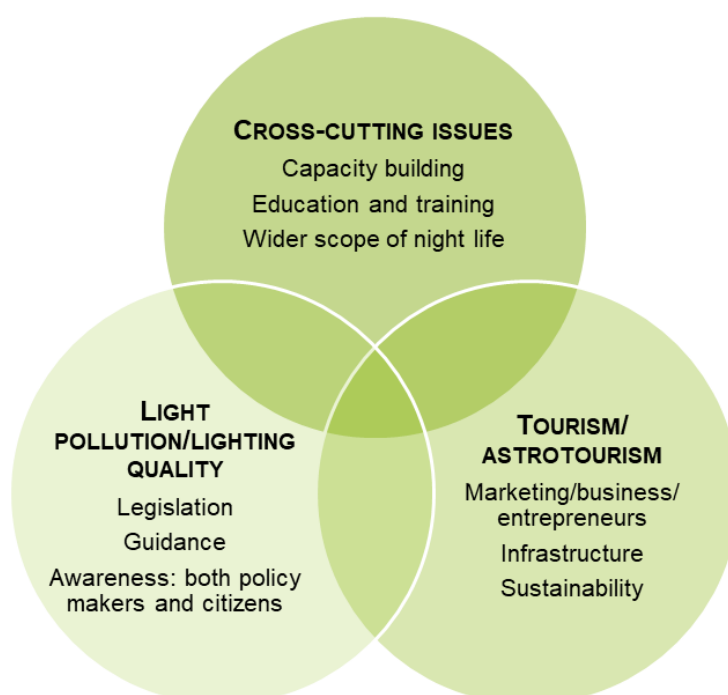 CROSS-CUTTING ISSUES
Capacity building
Education and training
Wider scope of night life
LIGHT
POLLUTION/LIGHTING
QUALITY
Legislation
Guidance
Awareness: both policy
makers and citizens
TOURISM/
ASTROTOURISM
Marketing/business/
entrepreneurs
Infrastructure
Sustainability